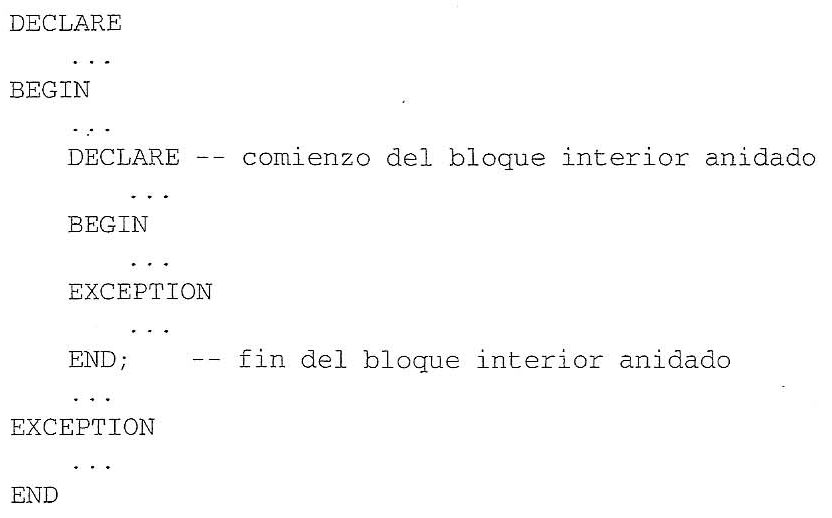 DECLARE
...
BEGIN
...
DECLARE -- comienzo del bloque interior anidado
...
BEGIN
...
EXCEPTION
...
END; -- fin del bloque interior anidado
...
EXCEPTION
...
END